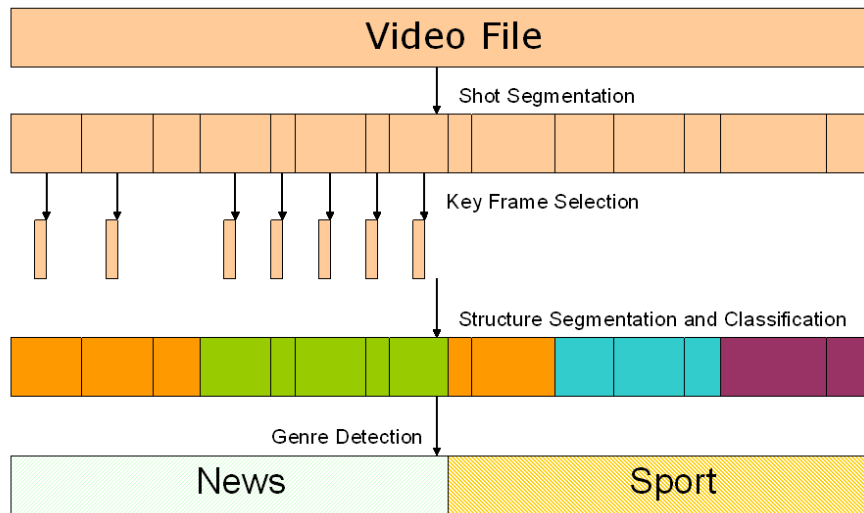 Video File
Shot Segmentation
Key Frame Selection
Structure Segmentation and Classification
Genre Detection
News
Sport